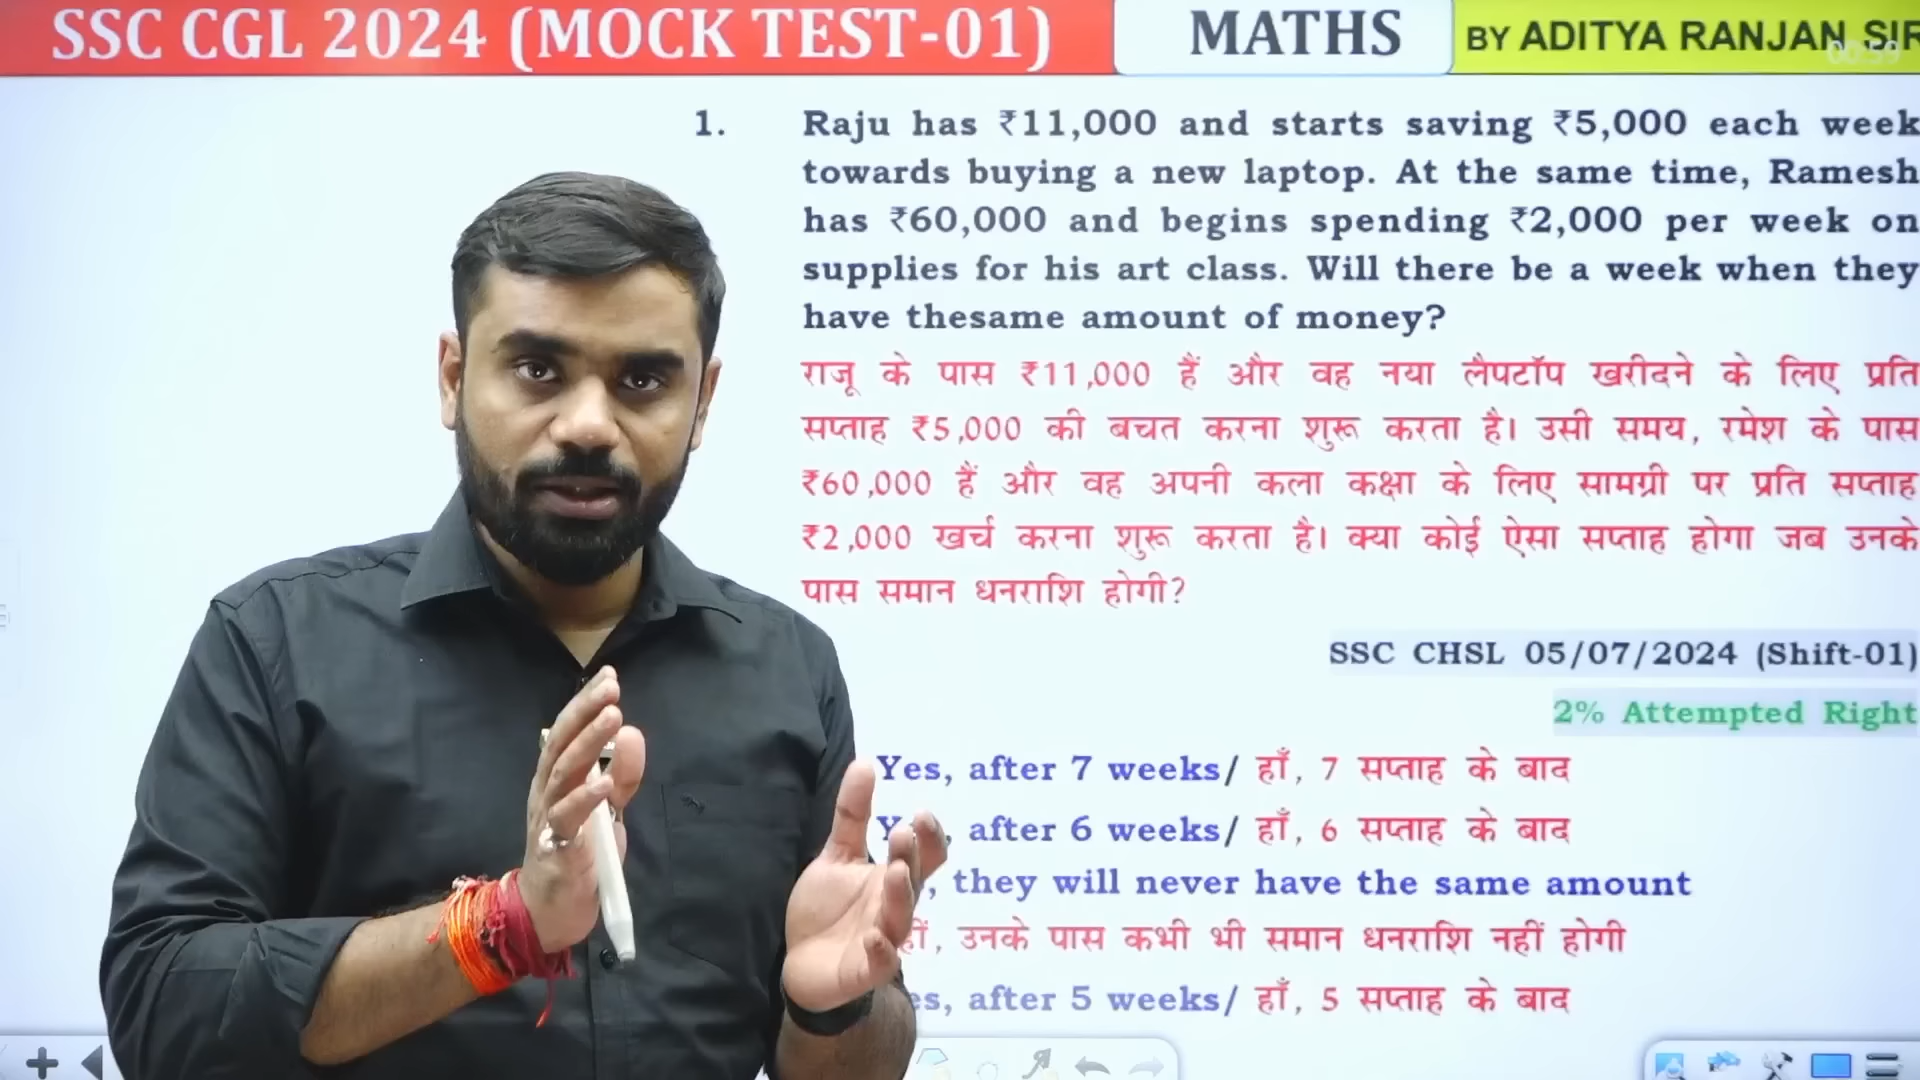 SSC CGL 2024 (MOCK TEST-01)
MATHS
BY ADITYA RANJAN SIR
00:59
1. Raju has ₹11,000 and starts saving ₹5,000 each week
towards buying a new laptop. At the same time, Ramesh
has ₹60,000 and begins spending ₹2,000 per week on
supplies for his art class. Will there be a week when they
have thesame amount of money?
राजू के पास ₹11,000 हैं और वह नया लैपटॉप खरीदने के लिए प्रति
सप्ताह ₹5,000 की बचत करना शुरू करता है। उसी समय, रमेश के पास
₹60,000 हैं और वह अपनी कला कक्षा के लिए सामग्री पर प्रति सप्ताह
₹2,000 खर्च करना शुरू करता है। क्या कोई ऐसा सप्ताह होगा जब उनके
पास समान धनराशि होगी?
SSC CHSL 05/07/2024 (Shift-01)
2% Attempted Right
Yes, after 7 weeks/ हाँ, 7 सप्ताह के बाद
, after 6 weeks/ हाँ, 6 सप्ताह के बाद
, they will never have the same amount
, उनके पास कभी भी समान धनराशि नहीं होगी
es, after 5 weeks/ हाँ, 5 सप्ताह के बाद